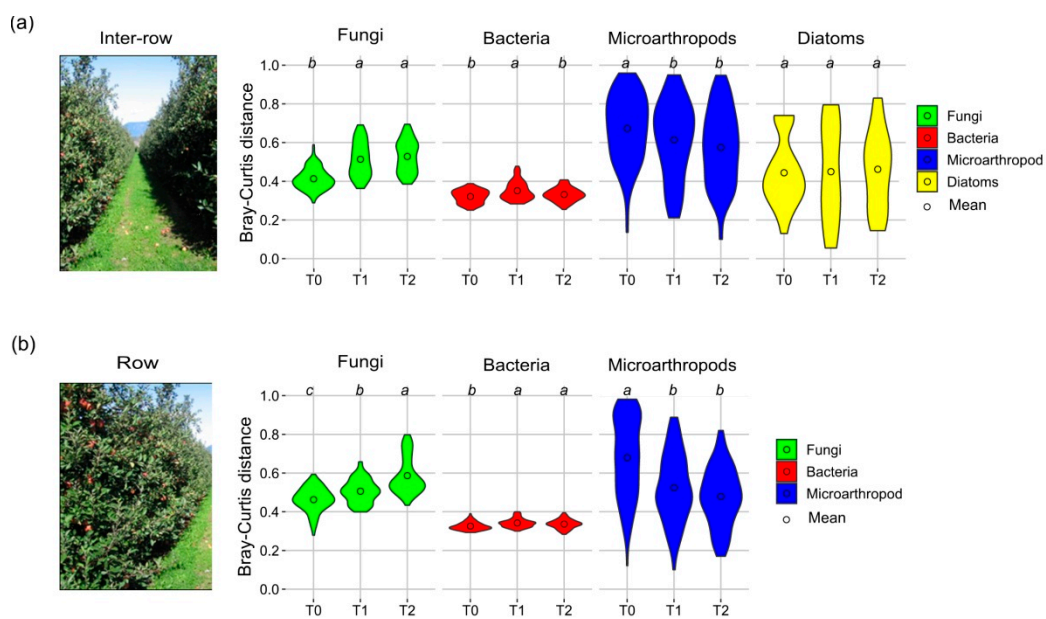 (a)
Inter-row
Fungi
Bacteria
Microarthropods
Diatoms
Bray-Curtis distance
1.0
0.8
0.6
0.4
0.2
0.0
b a a
b a b
a b b
a a a
T0 T1 T2
T0 T1 T2
T0 T1 T2
T0 T1 T2
Fungi
Bacteria
Microarthropod
Diatoms
Mean
(b)
Row
Fungi
Bacteria
Microarthropods
Bray-Curtis distance
1.0
0.8
0.6
0.4
0.2
0.0
c b a
b a a
a b b
T0 T1 T2
T0 T1 T2
T0 T1 T2
Fungi
Bacteria
Microarthropod
Mean